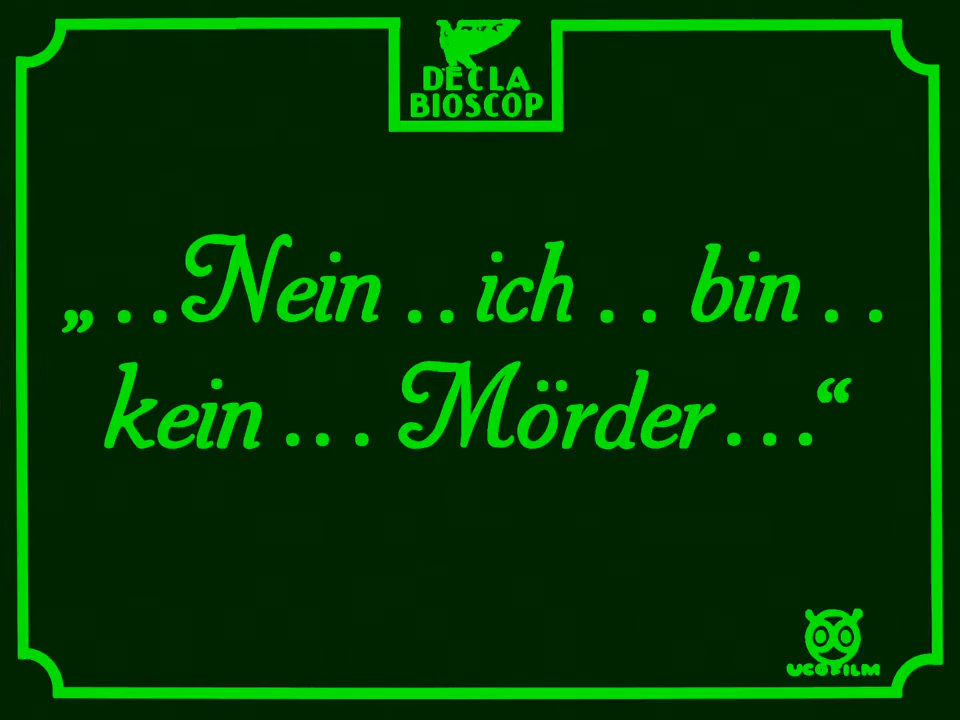 DECLA
BIOSCOP
„. .Nein . .ich . . bin . .
kein . . . Mörder . . .“
UCOFILM